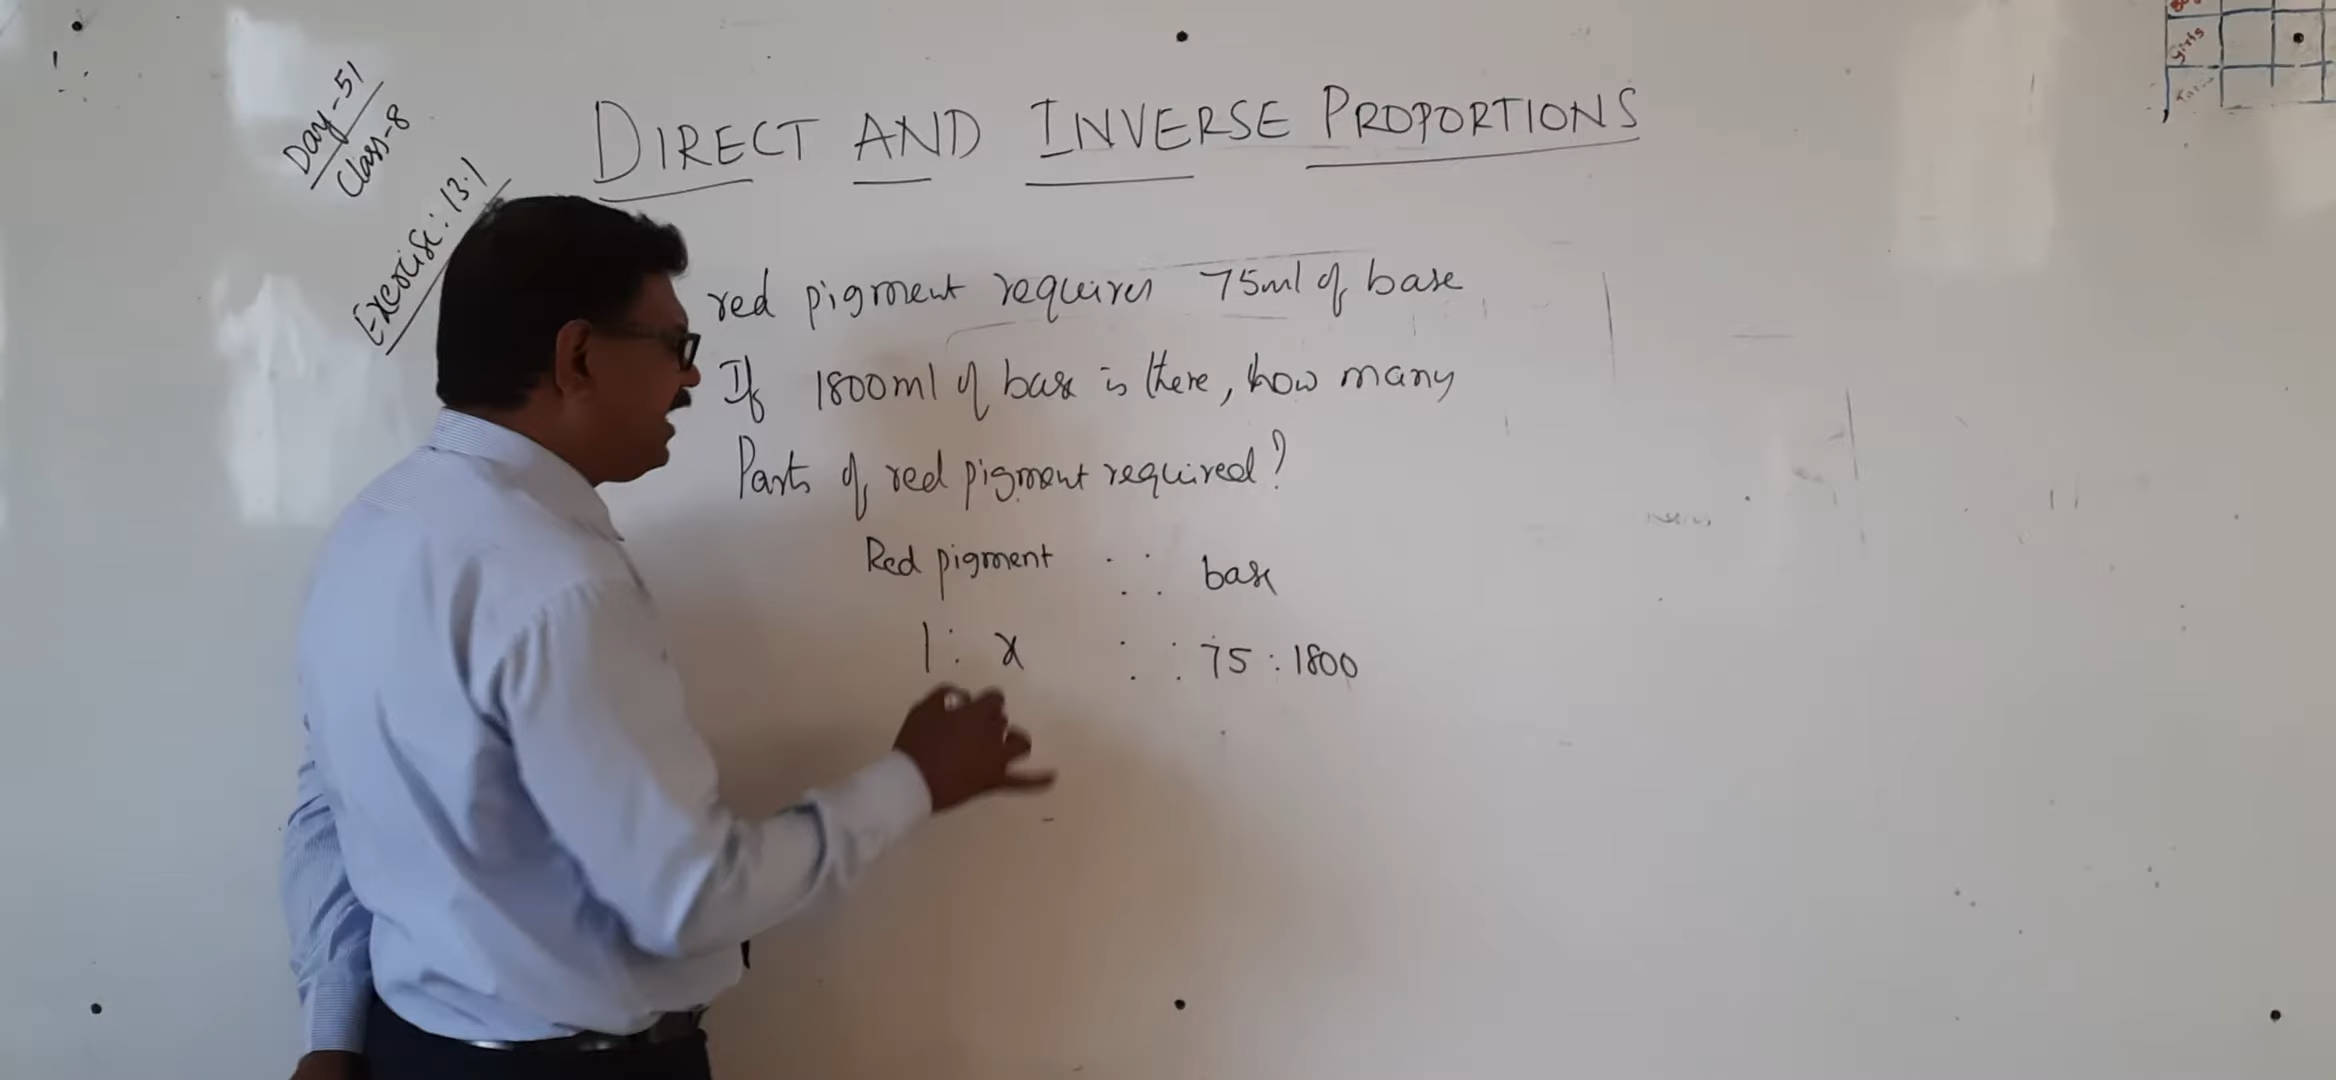 Day-51
Class-8
Exercise: 13.1
DIRECT AND INVERSE PROPORTIONS
red pigment requires 75ml of base
If 1800ml of base is there, how many
Parts of red pigment required?
Red pigment :: base
1 : x :: 75 : 1800
Girls